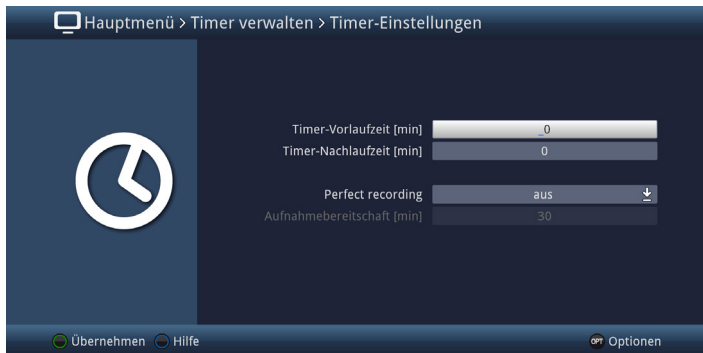 Hauptmenü > Timer verwalten > Timer-Einstellungen
Timer-Vorlaufzeit [min] _0
Timer-Nachlaufzeit [min] 0
Perfect recording aus
Aufnahmebereitschaft [min] 30
Übernehmen Hilfe OPT Optionen